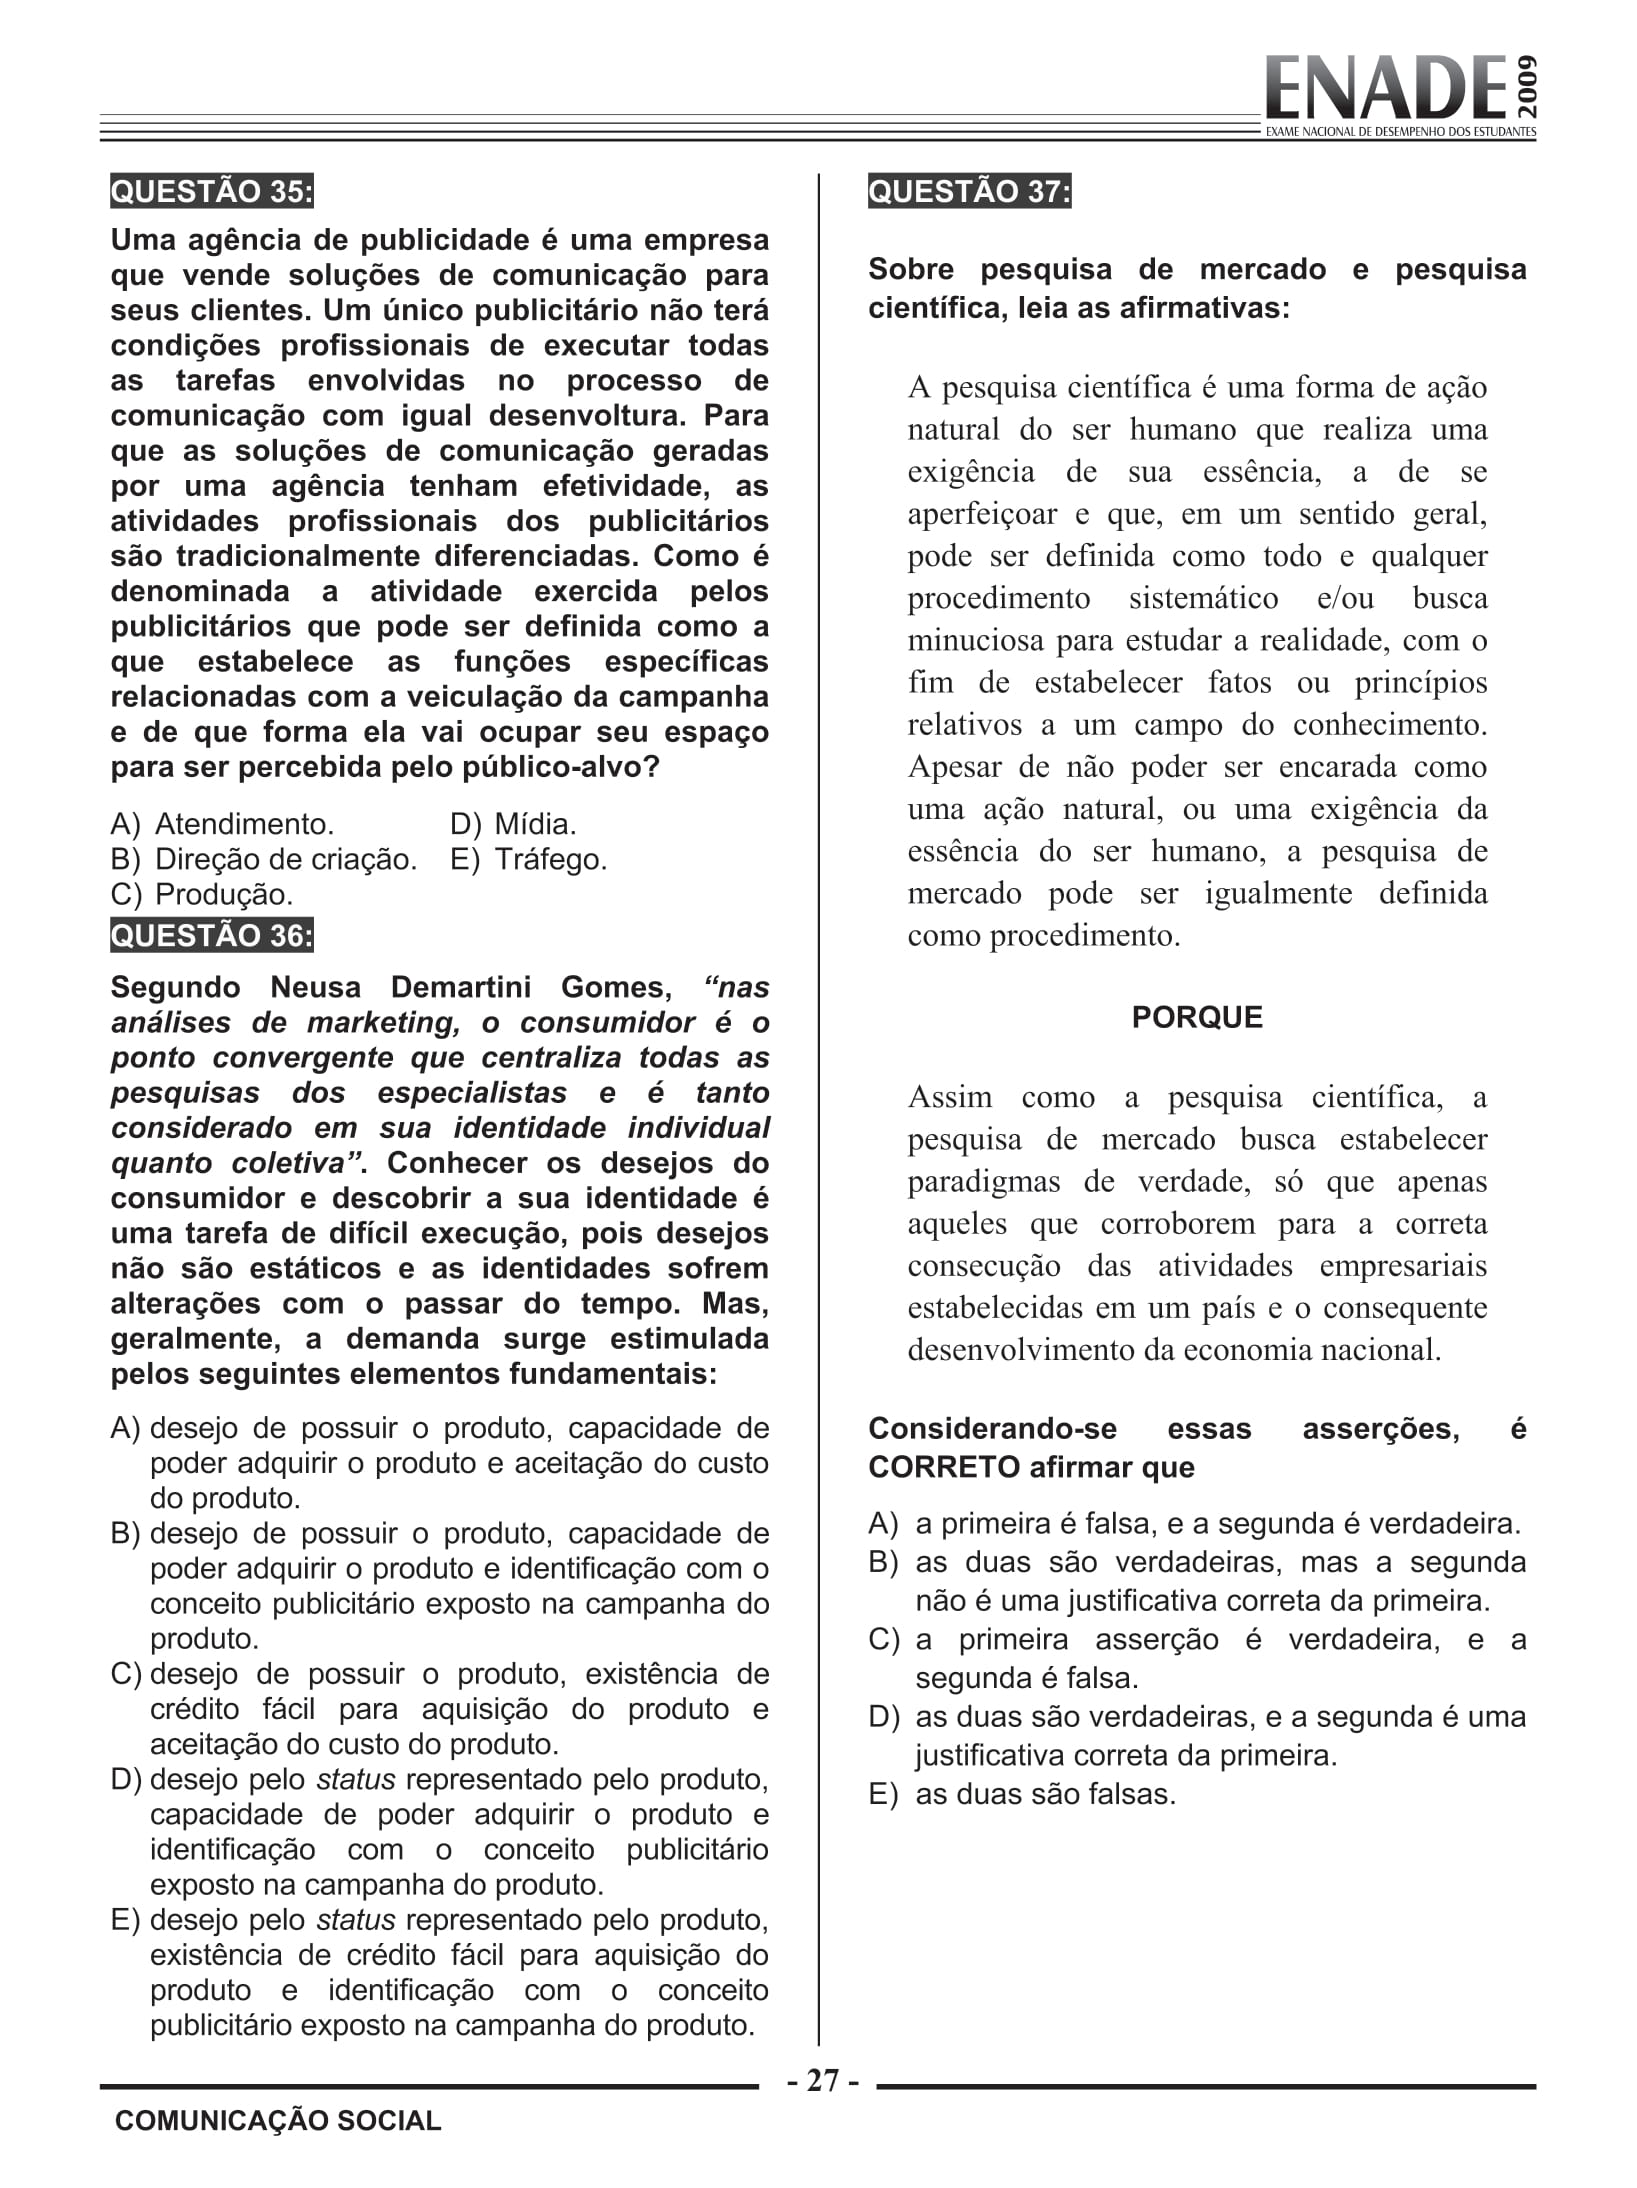 ENADE
2009
EXAME NACIONAL DE DESEMPENHO DOS ESTUDANTES
QUESTÃO 35:
Uma agência de publicidade é uma empresa
que vende soluções de comunicação para
seus clientes. Um único publicitário não terá
condições profissionais de executar todas
as tarefas envolvidas no processo de
comunicação com igual desenvoltura. Para
que as soluções de comunicação geradas
por uma agência tenham efetividade, as
atividades profissionais dos publicitários
são tradicionalmente diferenciadas. Como é
denominada a atividade exercida pelos
publicitários que pode ser definida como a
que estabelece as funções específicas
relacionadas com a veiculação da campanha
e de que forma ela vai ocupar seu espaço
para ser percebida pelo público-alvo?
A) Atendimento.
B) Direção de criação.
C) Produção.
D) Mídia.
E) Tráfego.
QUESTÃO 36:
Segundo Neusa Demartini Gomes, “nas
análises de marketing, o consumidor é o
ponto convergente que centraliza todas as
pesquisas dos especialistas e é tanto
considerado em sua identidade individual
quanto coletiva”. Conhecer os desejos do
consumidor e descobrir a sua identidade é
uma tarefa de difícil execução, pois desejos
não são estáticos e as identidades sofrem
alterações com o passar do tempo. Mas,
geralmente, a demanda surge estimulada
pelos seguintes elementos fundamentais:
A) desejo de possuir o produto, capacidade de
poder adquirir o produto e aceitação do custo
do produto.
B) desejo de possuir o produto, capacidade de
poder adquirir o produto e identificação com o
conceito publicitário exposto na campanha do
produto.
C) desejo de possuir o produto, existência de
crédito fácil para aquisição do produto e
aceitação do custo do produto.
D) desejo pelo status representado pelo produto,
capacidade de poder adquirir o produto e
identificação com o conceito publicitário
exposto na campanha do produto.
E) desejo pelo status representado pelo produto,
existência de crédito fácil para aquisição do
produto e identificação com o conceito
publicitário exposto na campanha do produto.
QUESTÃO 37:
Sobre pesquisa de mercado e pesquisa
científica, leia as afirmativas:
A pesquisa científica é uma forma de ação
natural do ser humano que realiza uma
exigência de sua essência, a de se
aperfeiçoar e que, em um sentido geral,
pode ser definida como todo e qualquer
procedimento sistemático e/ou busca
minuciosa para estudar a realidade, com o
fim de estabelecer fatos ou princípios
relativos a um campo do conhecimento.
Apesar de não poder ser encarada como
uma ação natural, ou uma exigência da
essência do ser humano, a pesquisa de
mercado pode ser igualmente definida
como procedimento.
PORQUE
Assim como a pesquisa científica, a
pesquisa de mercado busca estabelecer
paradigmas de verdade, só que apenas
aqueles que corroborem para a correta
consecução das atividades empresariais
estabelecidas em um país e o consequente
desenvolvimento da economia nacional.
Considerando-se essas asserções, é
CORRETO afirmar que
A) a primeira é falsa, e a segunda é verdadeira.
B) as duas são verdadeiras, mas a segunda
não é uma justificativa correta da primeira.
C) a primeira asserção é verdadeira, e a
segunda é falsa.
D) as duas são verdadeiras, e a segunda é uma
justificativa correta da primeira.
E) as duas são falsas.
- 27 -
COMUNICAÇÃO SOCIAL